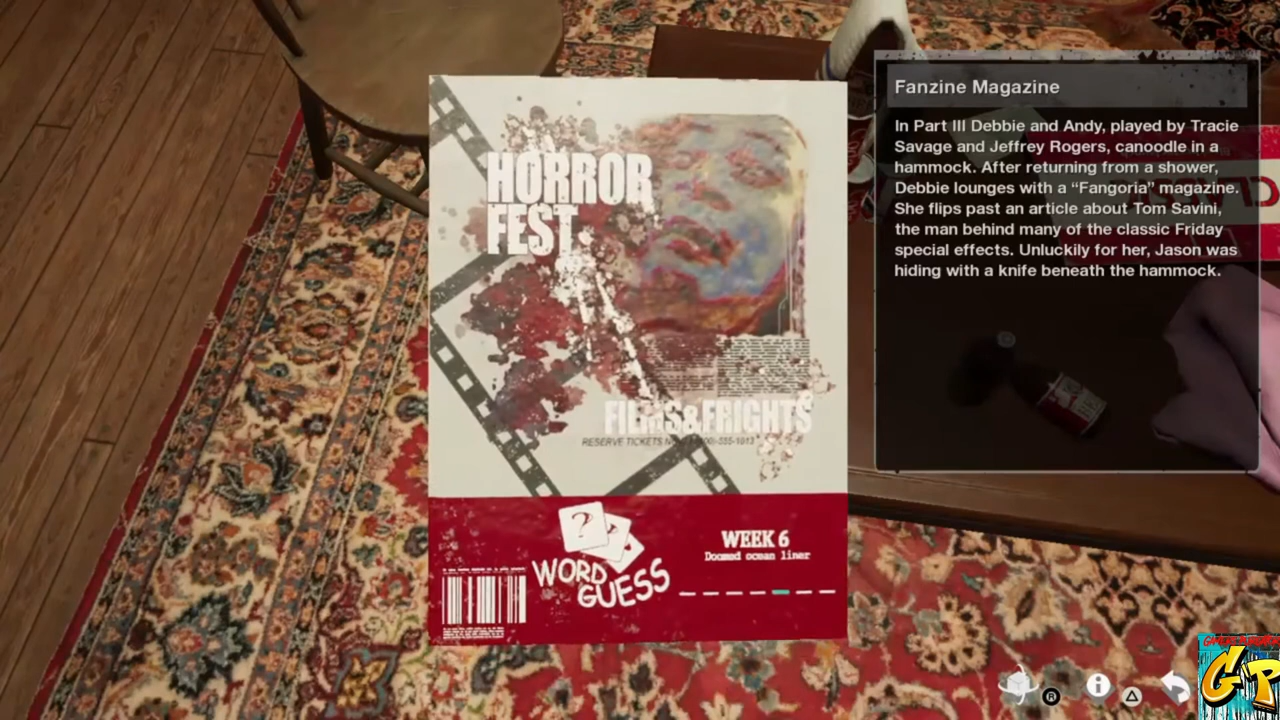 HORROR
FEST
FILMS&FRIGHTS
RESERVE TICKETS
WORD
GUESS
WEEK 6
Doomed ocean liner
Fanzine Magazine
In Part III Debbie and Andy, played by Tracie
Savage and Jeffrey Rogers, canoodle in a
hammock. After returning from a shower,
Debbie lounges with a “Fangoria” magazine.
She flips past an article about Tom Savini,
the man behind many of the classic Friday
special effects. Unluckily for her, Jason was
hiding with a knife beneath the hammock.